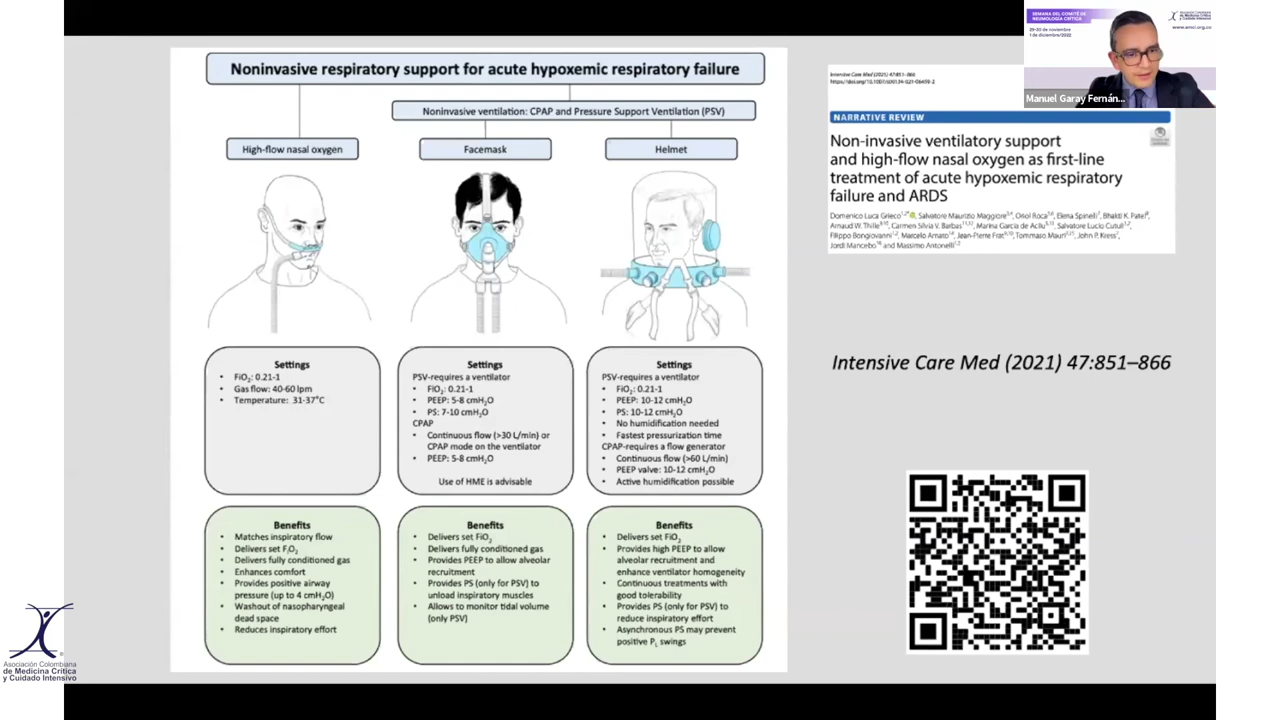 Noninvasive respiratory support for acute hypoxemic respiratory failure
Noninvasive ventilation: CPAP and Pressure Support Ventilation (PSV)
High-flow nasal oxygen
Facemask
Helmet
Settings
• FiO2: 0.21-1
• Gas flow: 40-60 lpm
• Temperature: 31-37°C
Settings
PSV-requires a ventilator
• FIO2: 0.21-1
• PEEP: 5-8 cmH2O
• PS: 7-10 cmH2O
CPAP
• Continuous flow (>30 L/min) or
CPAP mode on the ventilator
• PEEP: 5-8 cmH2O
Use of HME is advisable
Settings
PSV-requires a ventilator
• FiO2: 0.21-1
• PEEP: 10-12 cmH2O
• PS: 10-12 cmH2O
• No humidification needed
• Fastest pressurization time
CPAP-requires a flow generator
• Continuous flow (>60 L/min)
• PEEP valve: 10-12 cmH2O
• Active humidification possible
Benefits
• Matches inspiratory flow
• Delivers set FIO2
• Delivers fully conditioned gas
• Enhances comfort
• Provides positive airway
pressure (up to 4 cmH2O)
• Washout of nasopharyngeal
dead space
• Reduces inspiratory effort
Benefits
• Delivers set FiO2
• Delivers fully conditioned gas
• Provides PEEP to allow alveolar
recruitment
• Provides PS (only for PSV) to
unload inspiratory muscles
• Allows to monitor tidal volume
(only PSV)
Benefits
• Delivers set FiO2
• Provides high PEEP to allow
alveolar recruitment and
enhance ventilator homogeneity
• Continuous treatments with
good tolerability
• Provides PS (only for PSV) to
reduce inspiratory effort
• Asynchronous PS may prevent
positive PL swings
SEMANA DEL COMITÉ DE
REUMOLOGÍA CRÍTICA
29-30 de noviembre
1 de diciembre/2022
Asociación Colombiana
de Medicina Crítica
y Cuidado Intensivo
www.amci.org.co
Manuel Garay Fernán...
Intensive Care Med (2021) 47:851–866
NARRATIVE REVIEW
Non-invasive ventilatory support
and high-flow nasal oxygen as first-line
treatment of acute hypoxemic respiratory
failure and ARDS
Domenico Luca Grieco, Salvatore Maurizio Maggiore, Oriol Roca, Elena Spinelli, Bhakti K. Patel,
Arnaud W. Thille, Carmen Sílvia V. Barbas, Marina Garcia de Acilu, Salvatore Lucio Cutuli,
Filippo Bongiovanni, Marcelo Amato, Jean-Pierre Frat, Tommaso Mauri, John P. Kress,
Jordi Mancebo and Massimo Antonelli
Intensive Care Med (2021) 47:851–866
Asociación Colombiana
de Medicina Crítica
y Cuidado Intensivo